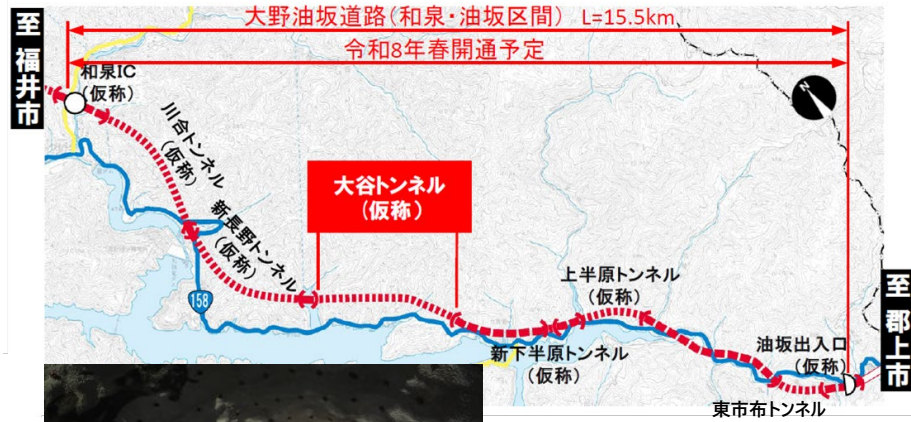 大野油坂道路(和泉・油坂区間) L=15.5km
令和8年春開通予定
至 福井市
和泉IC
(仮称)
川合トンネル
(仮称)
新長野トンネル
(仮称)
大谷トンネル
(仮称)
158
上半原トンネル
(仮称)
新下半原トンネル
(仮称)
油坂出入口
(仮称)
至 郡上市
東市布トンネル